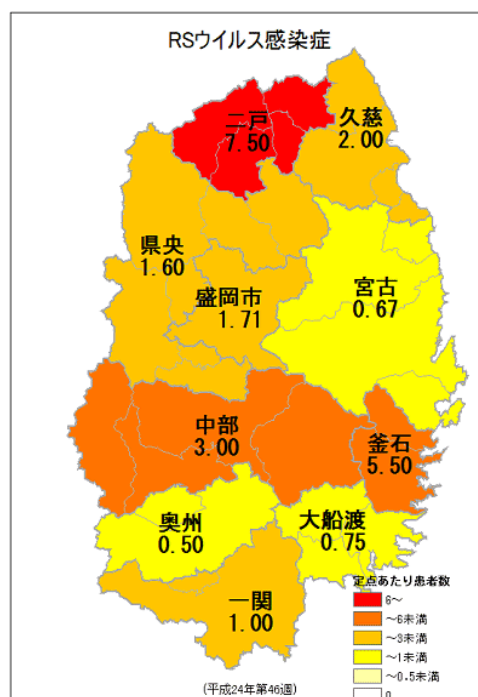 RSウイルス感染症
二戸
7.50
久慈
2.00
県央
1.60
盛岡市
1.71
宮古
0.67
中部
3.00
釜石
5.50
奥州
0.50
大船渡
0.75
一関
1.00
定点あたり患者数
6～
～6未満
～3未満
～1未満
～0.5未満
0
(平成24年第46週)